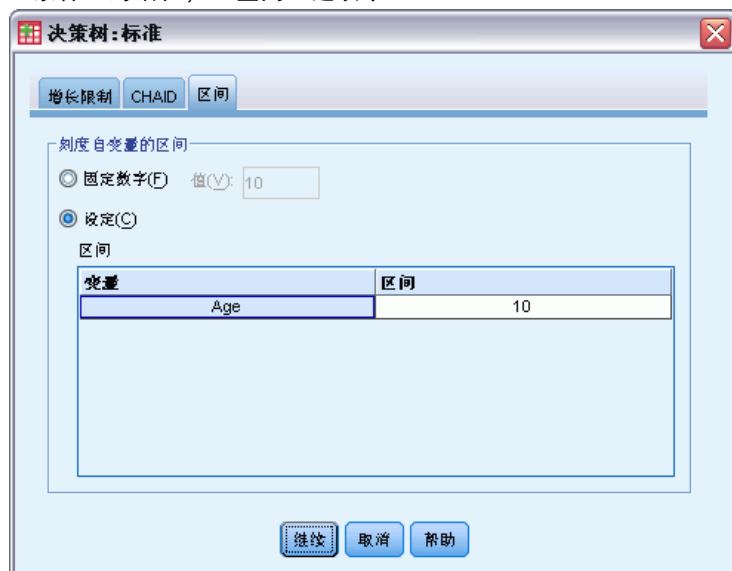 决策树:标准
增长限制 CHAID 区间
刻度自变量的区间
固定数字(F) 值(V): 10
设定(C)
区间
变量 区间
Age 10
继续 取消 帮助